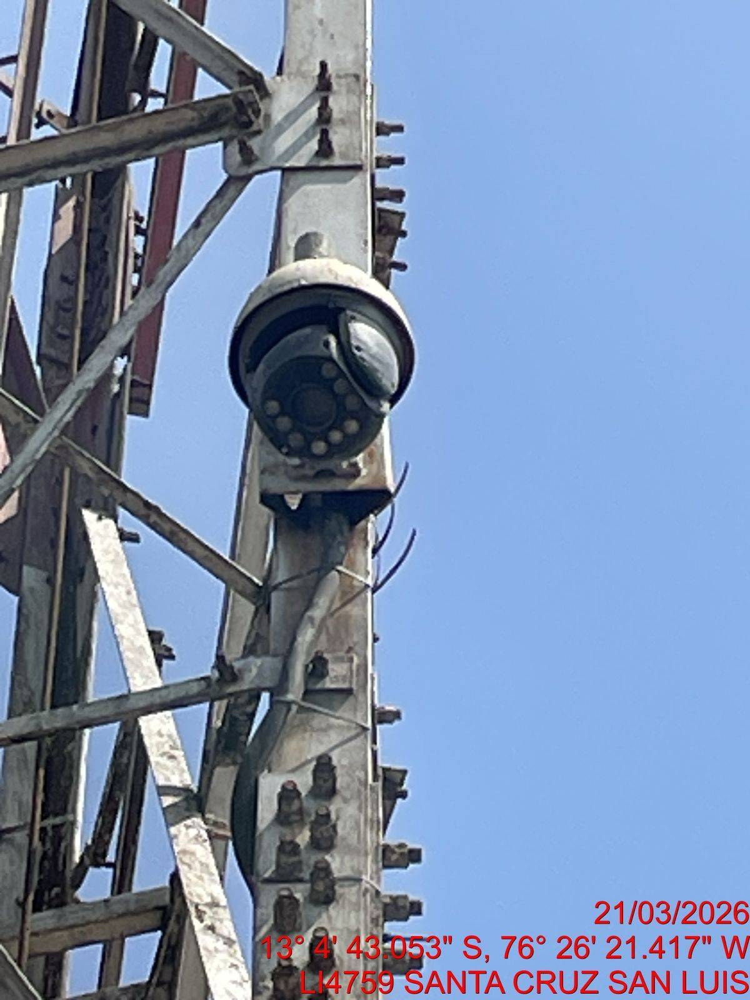 21/03/2026
13° 4' 43.053" S, 76° 26' 21.417" W
LI4759 SANTA CRUZ SAN LUIS